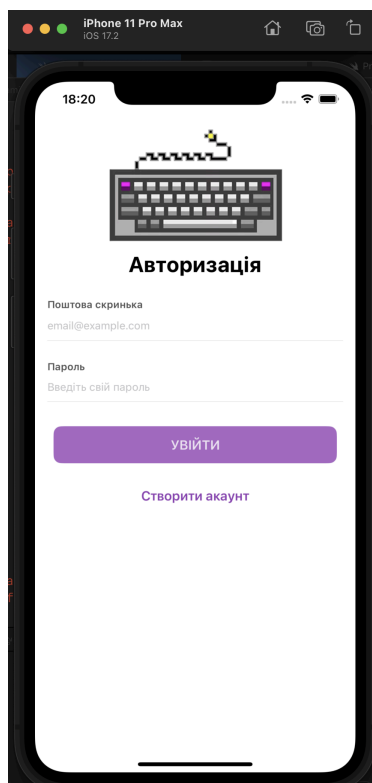 iPhone 11 Pro Max
iOS 17.2
18:20
Авторизація
Поштова скринька
email@example.com
Пароль
Введіть свій пароль
УВІЙТИ
Створити акаунт